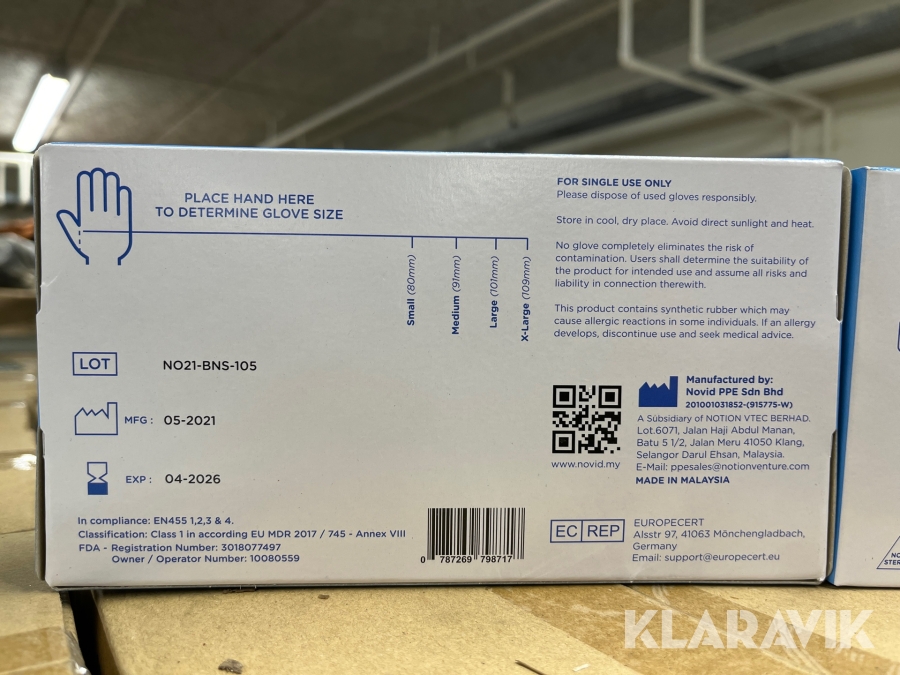 PLACE HAND HERE
TO DETERMINE GLOVE SIZE
Small (80mm)
Medium (91mm)
Large (101mm)
X-Large (109mm)
LOT NO21-BNS-105
MFG : 05-2021
EXP : 04-2026
In compliance: EN455 1,2,3 & 4.
Classification: Class 1 in according EU MDR 2017 / 745 - Annex VIII
FDA - Registration Number: 3018077497
Owner / Operator Number: 10080559
0 787269 798717
FOR SINGLE USE ONLY
Please dispose of used gloves responsibly.
Store in cool, dry place. Avoid direct sunlight and heat.
No glove completely eliminates the risk of
contamination. Users shall determine the suitability of
the product for intended use and assume all risks and
liability in connection therewith.
This product contains synthetic rubber which may
cause allergic reactions in some individuals. If an allergy
develops, discontinue use and seek medical advice.
www.novid.my
Manufactured by:
Novid PPE Sdn Bhd
201001031852-(915775-W)
A Subsidiary of NOTION VTEC BERHAD.
Lot.6071, Jalan Haji Abdul Manan,
Batu 5 1/2, Jalan Meru 41050 Klang,
Selangor Darul Ehsan, Malaysia.
E-Mail: ppesales@notionventure.com
MADE IN MALAYSIA
EC REP
EUROPECERT
Alsstr 97, 41063 Mönchengladbach,
Germany
Email: support@europecert.eu
KLARAVIK